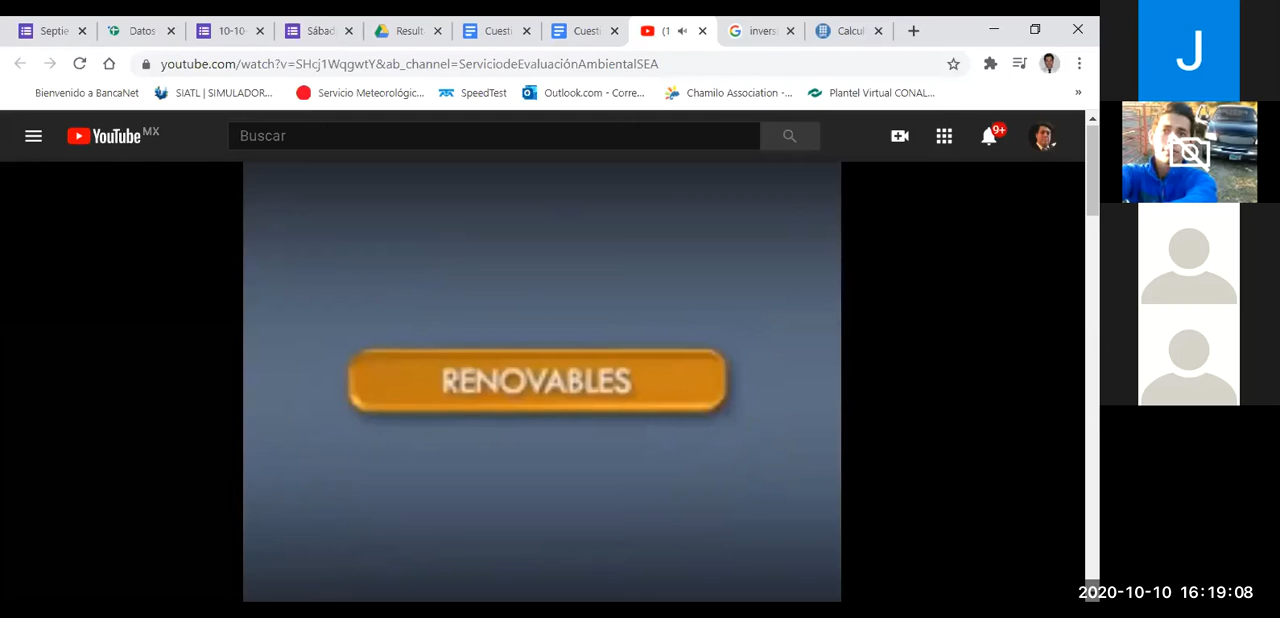 Septie
Datos
10-10-
Sábad
Result
Cuesti
Cuesti
(1
inversi
Calcul
youtube.com/watch?v=SHcj1WqgwtY&ab_channel=ServiciodeEvaluaciónAmbientalSEA
Bienvenido a BancaNet
SIATL | SIMULADOR...
Servicio Meteorológic...
SpeedTest
Outlook.com - Corre...
Chamilo Association -...
Plantel Virtual CONAL...
»
YouTube MX
Buscar
9+
RENOVABLES
J
2020-10-10 16:19:08